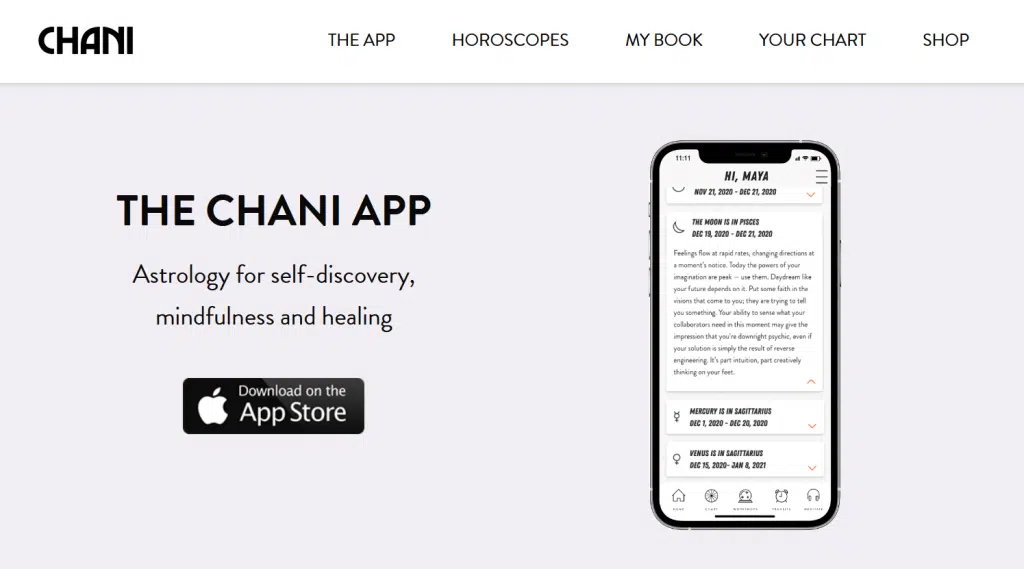 CHANI
THE APP
HOROSCOPES
MY BOOK
YOUR CHART
SHOP
THE CHANI APP
Astrology for self-discovery,
mindfulness and healing
Download on the
App Store
11:11
HI, MAYA
NOV 21, 2020 - DEC 21, 2020
THE MOON IS IN PISCES
DEC 19, 2020 - DEC 21, 2020
Feelings flow at rapid rates, changing directions at
a moment's notice. Today the powers of your
imagination are peak — use them. Daydream like
your future depends on it. Put some faith in the
visions that come to you; they are trying to tell
you something. Your ability to sense what your
collaborators need in this moment may give the
impression that you're downright psychic, even if
your solution is simply the result of reverse
engineering. It's part intuition, part creatively
thinking on your feet.
MERCURY IS IN SAGITTARIUS
DEC 1, 2020 - DEC 20, 2020
VENUS IS IN SAGITTARIUS
DEC 15, 2020- JAN 8, 2021